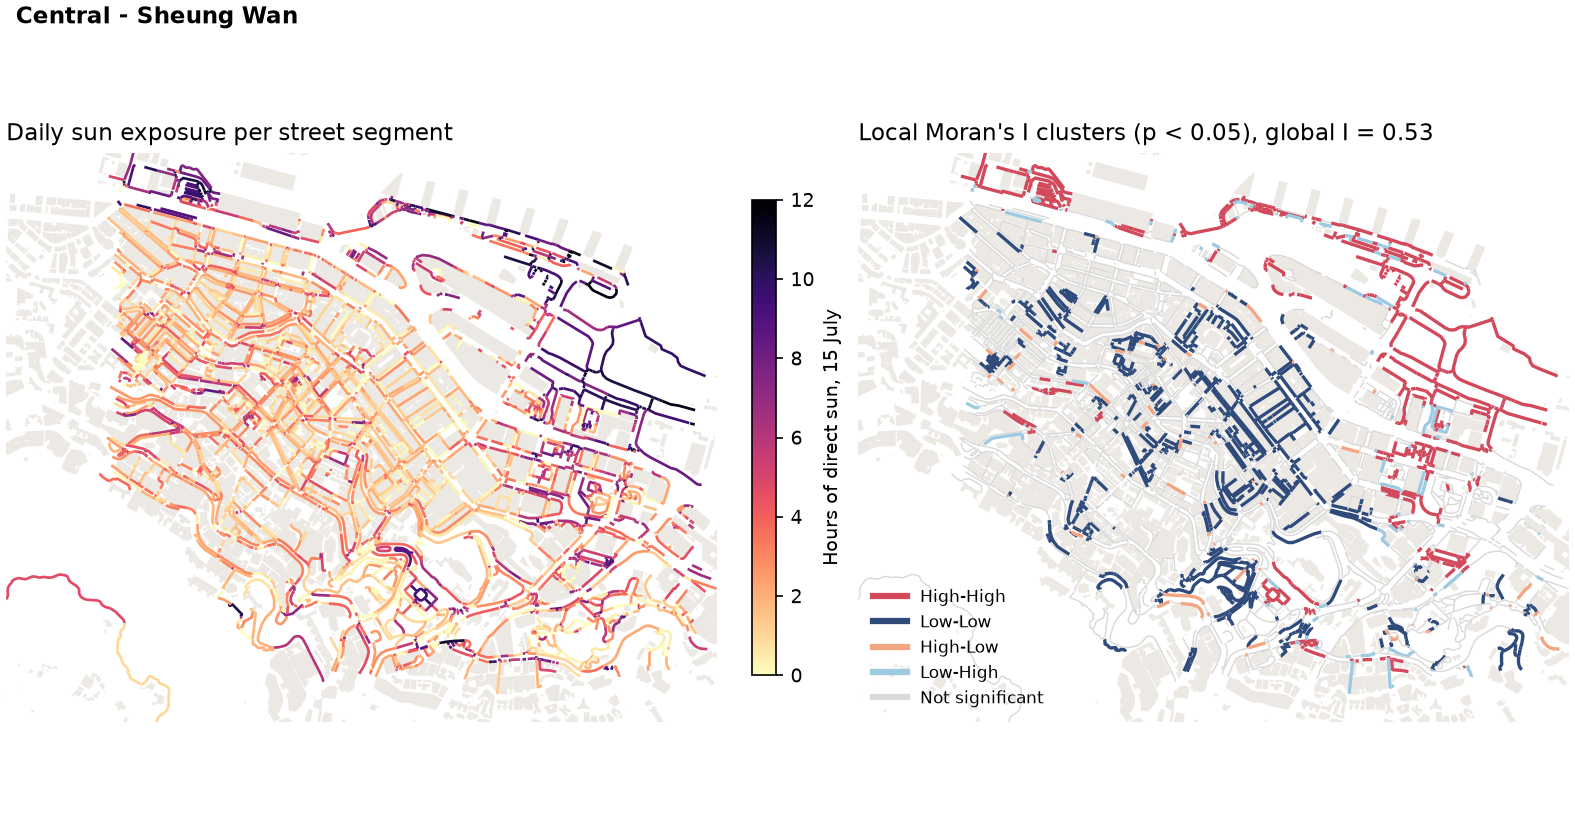 Central - Sheung Wan
Daily sun exposure per street segment
Local Moran's I clusters (p < 0.05), global I = 0.53
12
10
8
6
4
2
0
Hours of direct sun, 15 July
High-High
Low-Low
High-Low
Low-High
Not significant